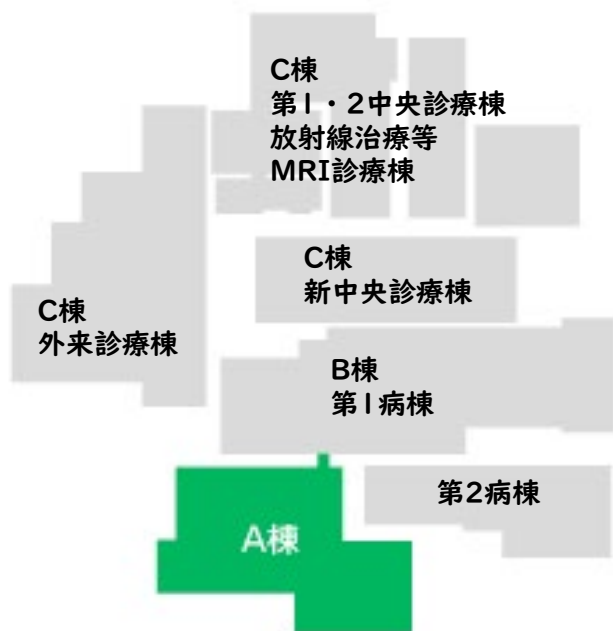 C棟
第1・2中央診療棟
放射線治療等
MRI診療棟
C棟
新中央診療棟
C棟
外来診療棟
B棟
第1病棟
第2病棟
A棟